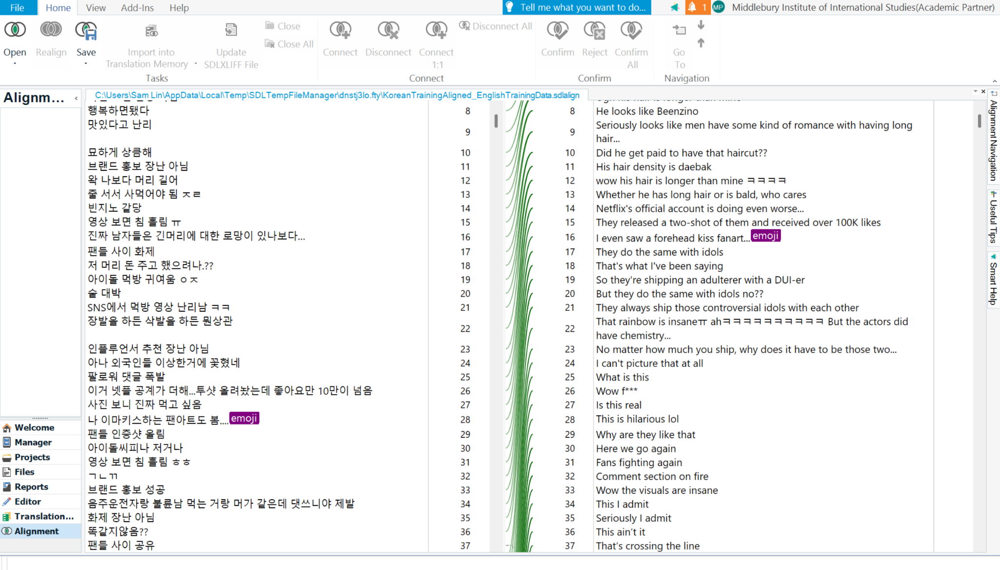 File Home View Add-Ins Help Tell me what you want to do... 1 MP Middlebury Institute of International Studies(Academic Partner)
Open Realign Save Import into Translation Memory Update SDLXLIFF File Close Close All Connect Disconnect Connect 1:1 Disconnect All Confirm Reject Confirm All Go To
Tasks Connect Confirm Navigation
Alignm...
C:\Users\Sam Lin\AppData\Local\Temp\SDLTempFileManager\dnstj3lo.fty\KoreanTrainingAligned_EnglishTrainingData.sdlalign
행복하면됐다 8
맛있다고 난리 9
묘하게 상큼해 10
브랜드 홍보 장난 아님 11
왁 나보다 머리 길어 12
줄 서서 사먹어야 됨 ㅈㄹ 13
빈지노 같당 14
영상 보면 침 흘림 ㅠ 15
진짜 남자들은 긴머리에 대한 로망이 있나보다... 16
팬들 사이 화제 17
저 머리 돈 주고 했으려나.?? 18
아이돌 먹방 귀여움 ㅇㅈ 19
숱 대박 20
SNS에서 먹방 영상 난리남 ㅋㅋ 21
장발을 하든 삭발을 하든 뭔상관 22
인플루언서 추천 장난 아님 23
아나 외국인들 이상한거에 꽂혔네 24
팔로워 댓글 폭발 25
이거 넷플 공계가 더해...투샷 올려놨는데 좋아요만 10만이 넘음 26
사진 보니 진짜 먹고 싶음 27
나 이마키스하는 팬아트도 봄.... emoji 28
팬들 인증샷 올림 29
아이돌씨피나 저거나 30
영상 보면 침 흘림 ㅎㅎ 31
ㄱㄴㄲ 32
브랜드 홍보 성공 33
음주운전자랑 불륜남 먹는 거랑 머가 같은데 댓쓰니야 제발 34
화제 장난 아님 35
똑같지않음?? 36
팬들 사이 공유 37
8 He looks like Beenzino
9 Seriously looks like men have some kind of romance with having long
hair...
10 Did he get paid to have that haircut??
11 His hair density is daebak
12 wow his hair is longer than mine ㅋㅋㅋㅋ
13 Whether he has long hair or is bald, who cares
14 Netflix's official account is doing even worse...
15 They released a two-shot of them and received over 100K likes
16 I even saw a forehead kiss fanart... emoji
17 They do the same with idols
18 That's what I've been saying
19 So they're shipping an adulterer with a DUI-er
20 But they do the same with idols no??
21 They always ship those controversial idols with each other
22 That rainbow is insaneㅠ ahㅋㅋㅋㅋㅋㅋㅋㅋㅋㅋ But the actors did
have chemistry...
23 No matter how much you ship, why does it have to be those two...
24 I can't picture that at all
25 What is this
26 Wow f***
27 Is this real
28 This is hilarious lol
29 Why are they like that
30 Here we go again
31 Fans fighting again
32 Comment section on fire
33 Wow the visuals are insane
34 This I admit
35 Seriously I admit
36 This ain't it
37 That's crossing the line
Welcome
Manager
Projects
Files
Reports
Editor
Translation...
Alignment
Alignment Navigation
Useful Tips
Smart Help